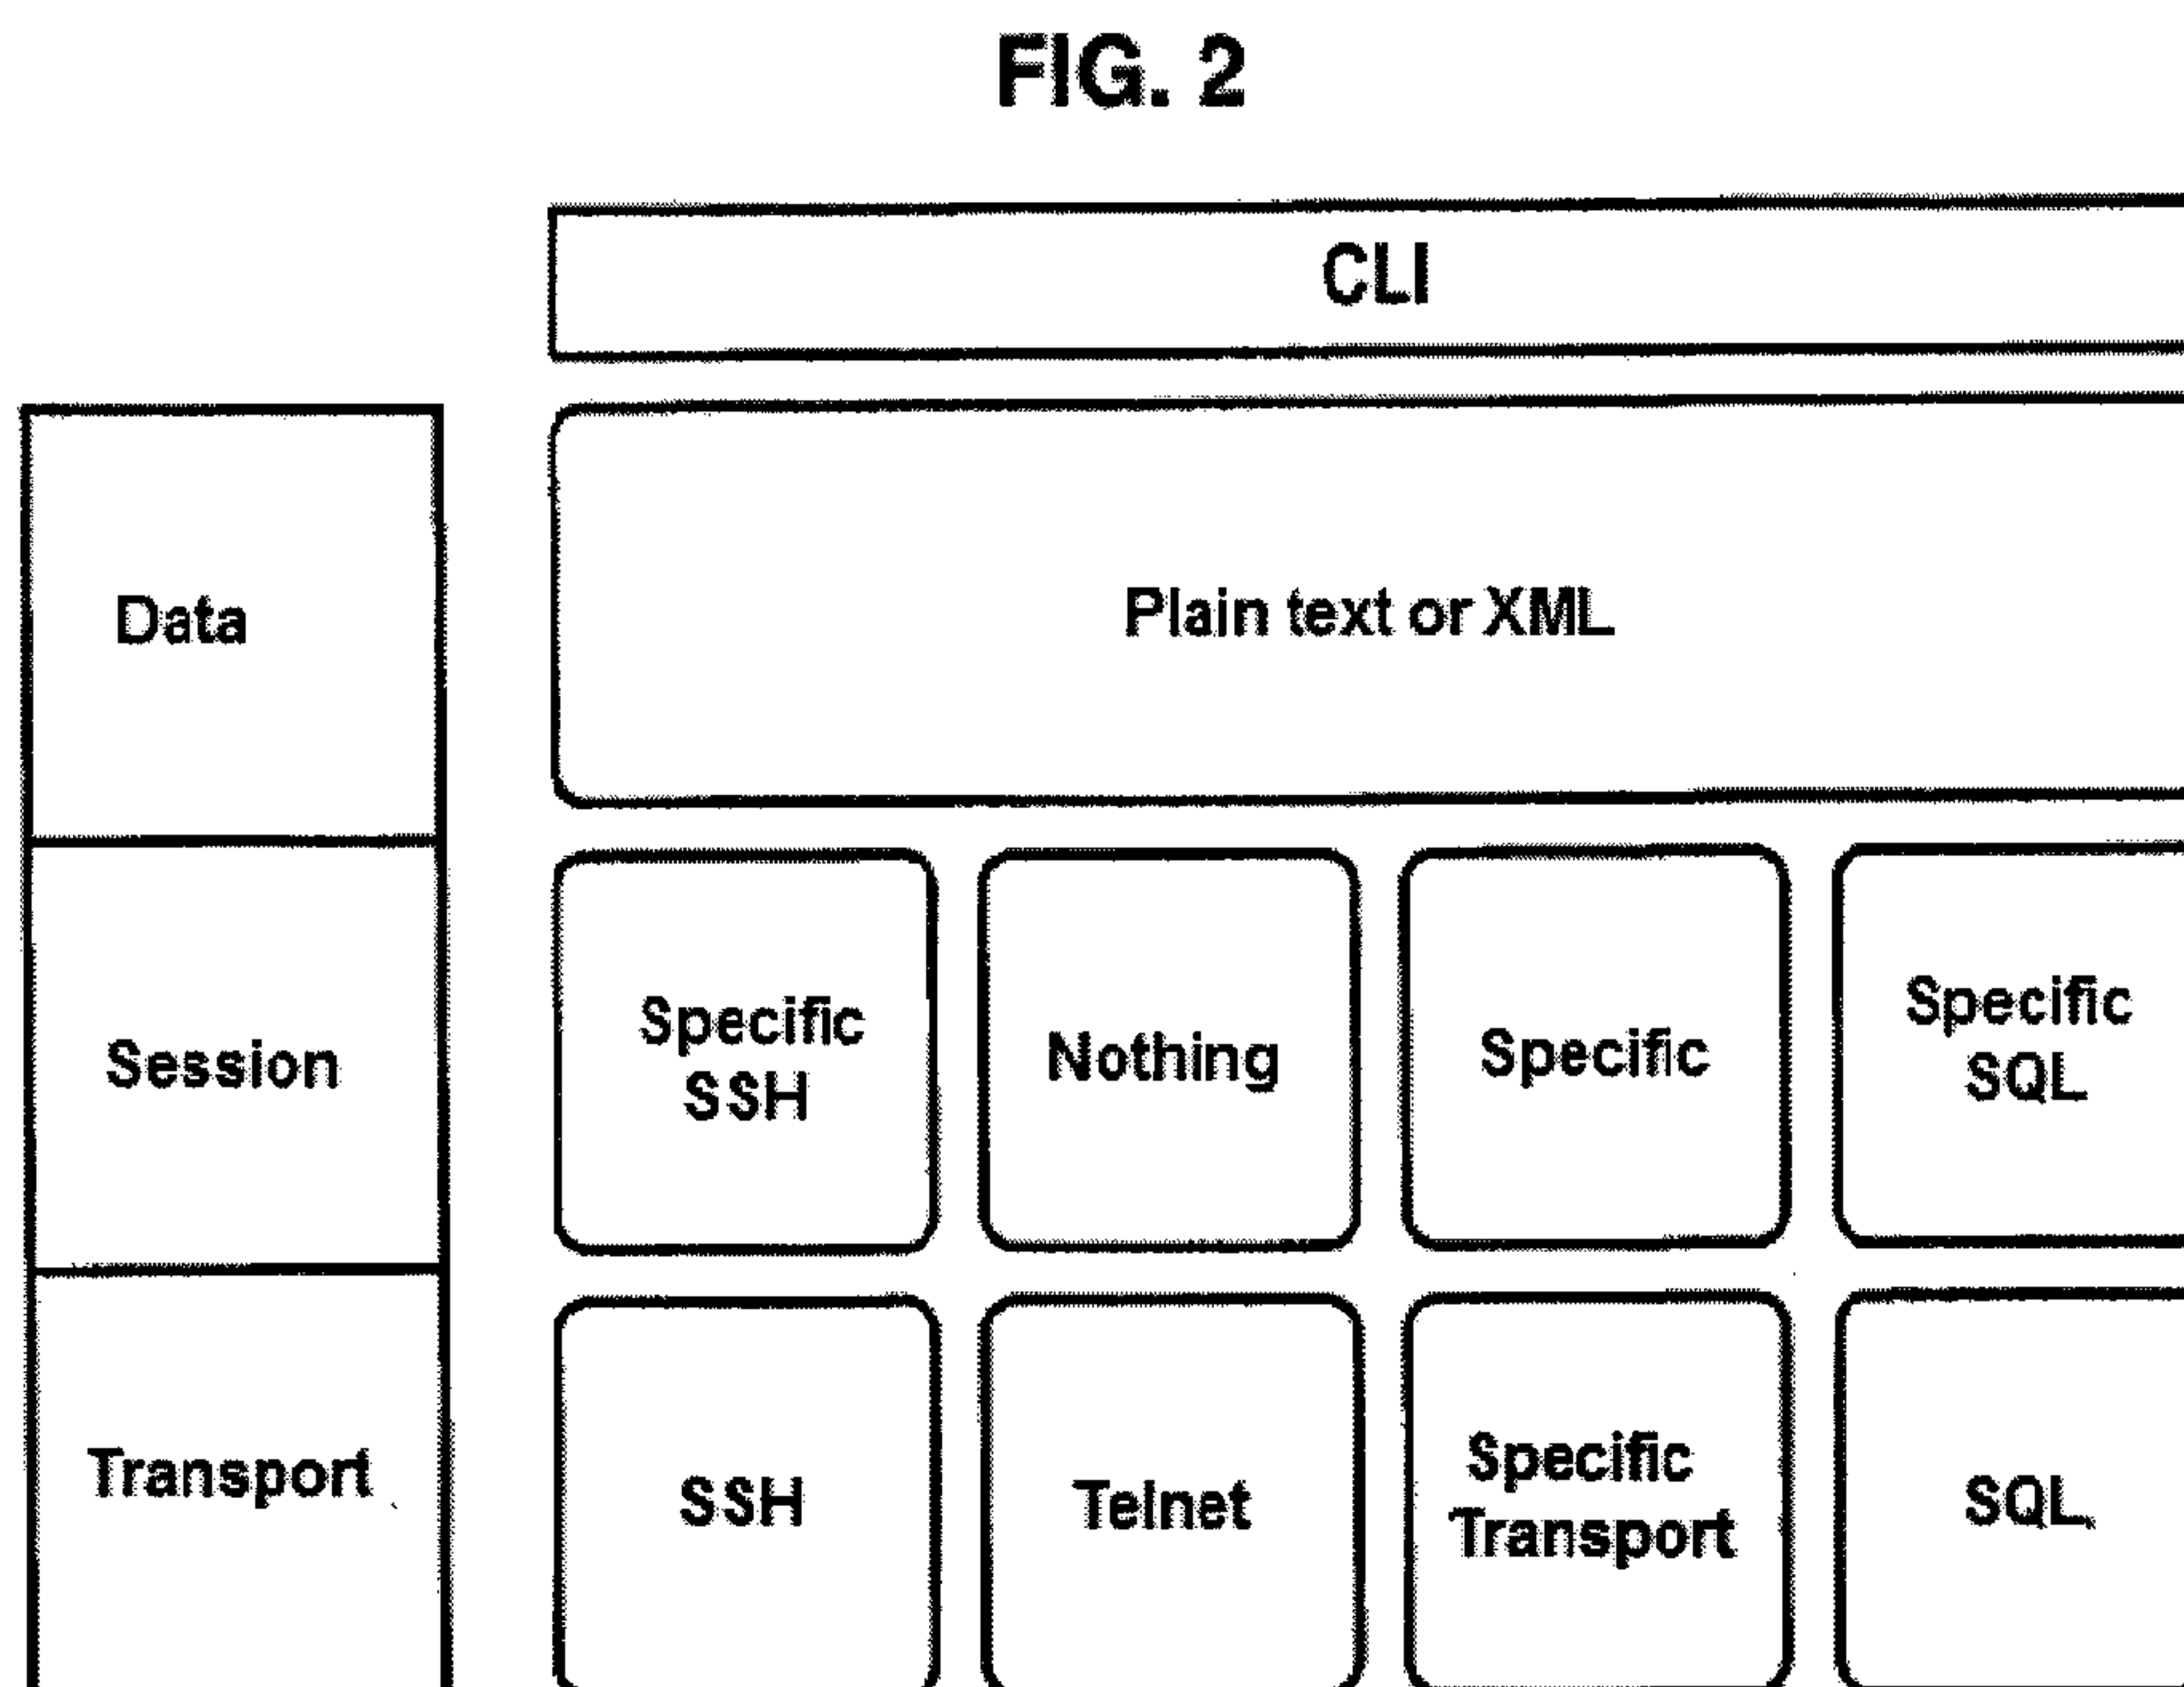 FIG. 2
CLI
Data
Plain text or XML
Session
Specific
SSH
Nothing
Specific
Specific
SQL
Transport
SSH
Telnet
Specific
Transport
SQL